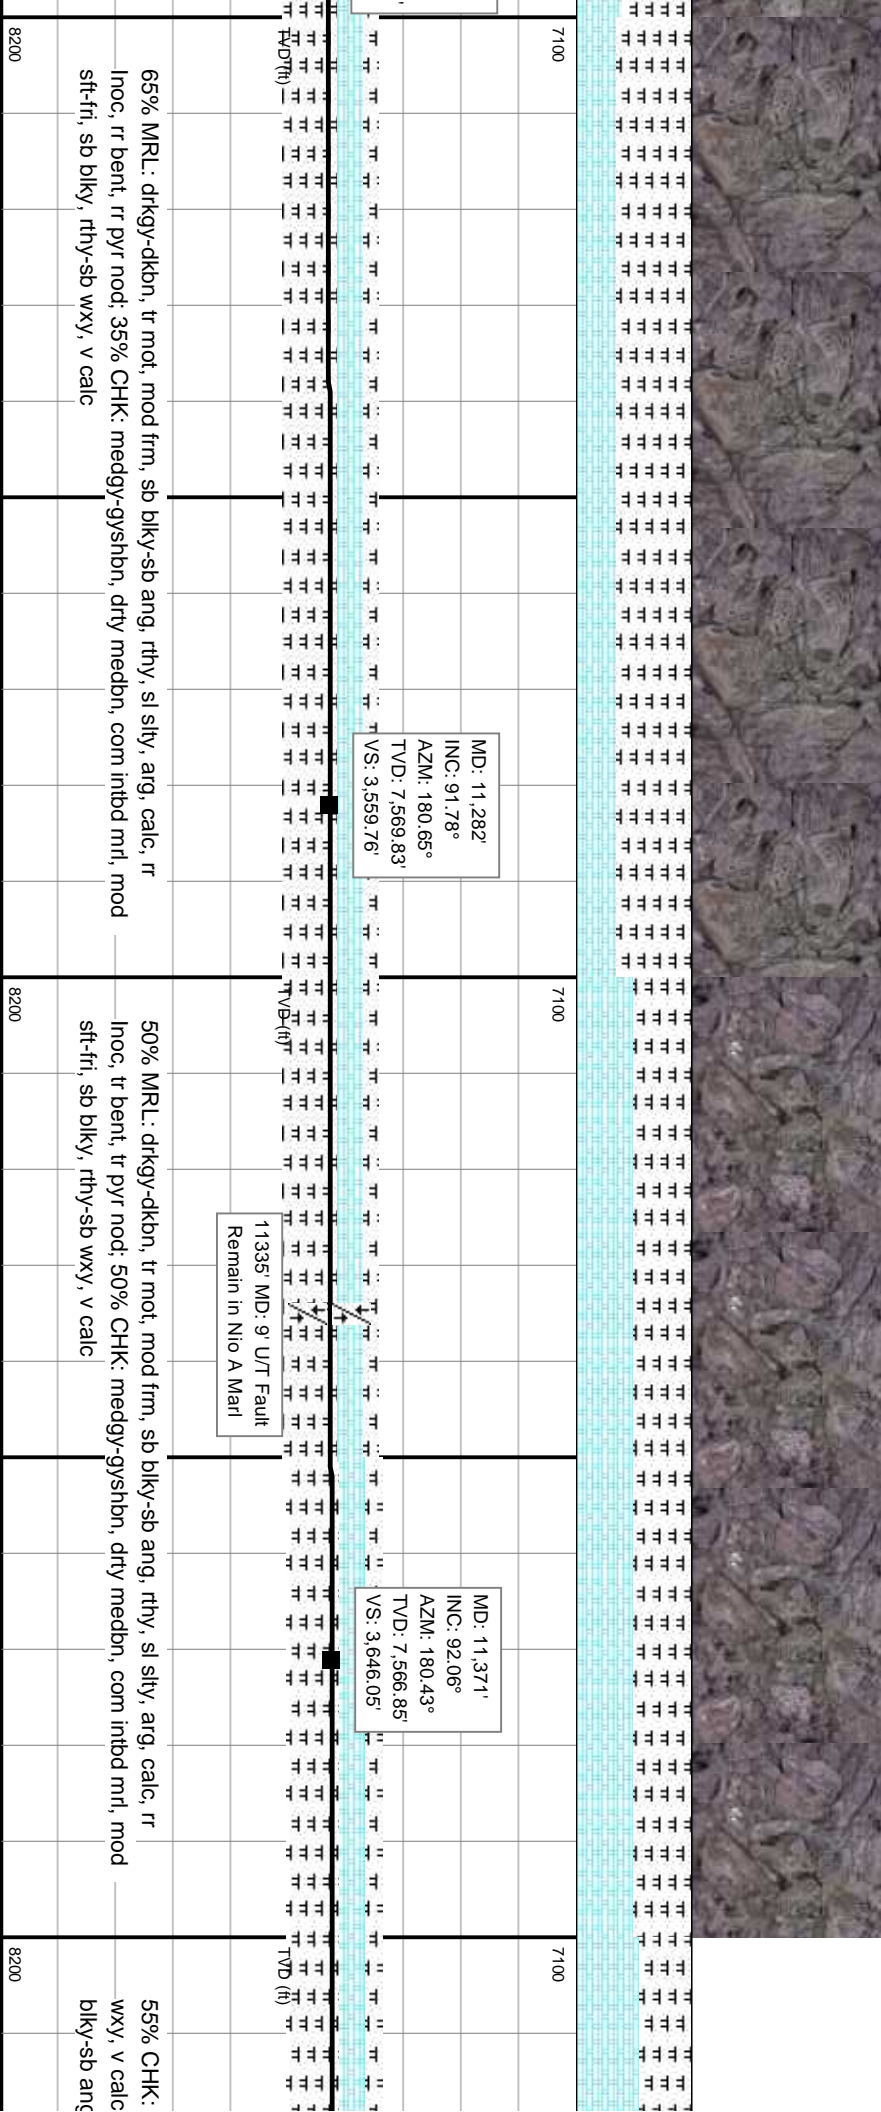 8200
TVD (ft)
7100
65% MRL: drkgy-dkbn, tr mot, mod frm, sb blky-sb ang, rthy, sl slty, arg, calc, rr
Inoc, rr bent, rr pyr nod; 35% CHK: medgy-gyshbn, drty medbn, com intbd mrl, mod
sft-fri, sb blky, rthy-sb wxy, v calc
MD: 11,282'
INC: 91.78°
AZM: 180.65°
TVD: 7,569.83'
VS: 3,559.76'
8200
TVD (ft)
7100
50% MRL: drkgy-dkbn, tr mot, mod frm, sb blky-sb ang, rthy, sl slty, arg, calc, rr
Inoc, tr bent, tr pyr nod; 50% CHK: medgy-gyshbn, drty medbn, com intbd mrl, mod
sft-fri, sb blky, rthy-sb wxy, v calc
11335' MD: 9' U/T Fault
Remain in Nio A Marl
MD: 11,371'
INC: 92.06°
AZM: 180.43°
TVD: 7,566.85'
VS: 3,646.05'
8200
TVD (ft)
7100
55% CHK:
wxy, v calc
blky-sb ang